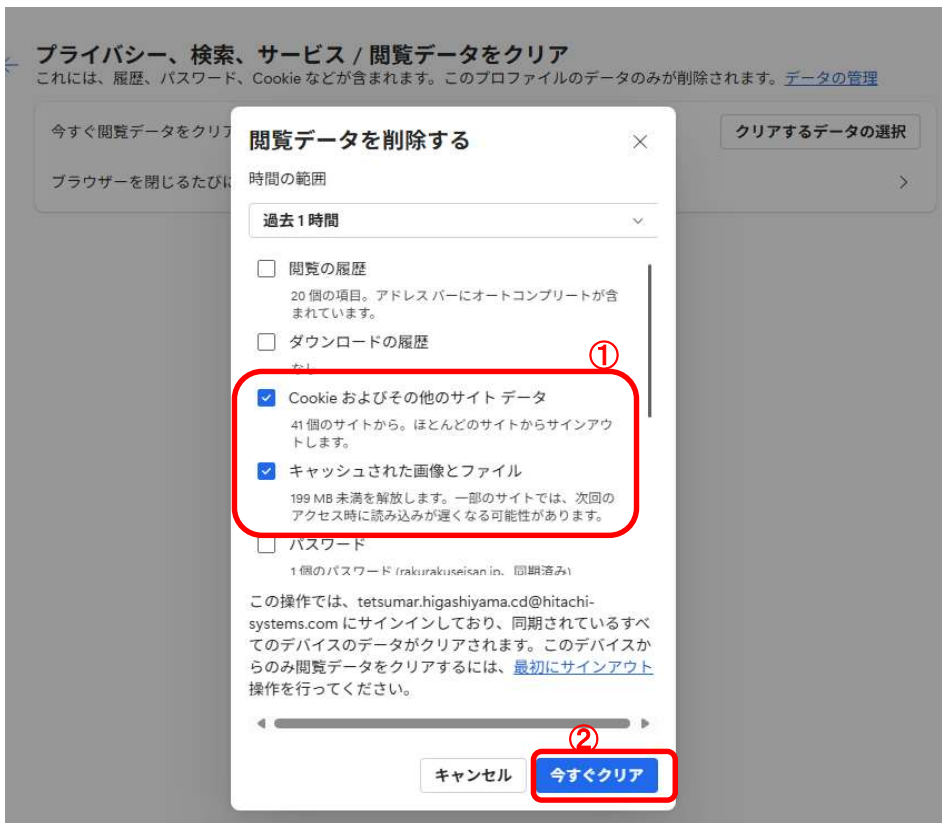 プライバシー、検索、サービス / 閲覧データをクリア
これには、履歴、パスワード、Cookie などが含まれます。このプロファイルのデータのみが削除されます。データの管理
今すぐ閲覧データをクリア
クリアするデータの選択
ブラウザーを閉じるたびに
閲覧データを削除する
時間の範囲
過去1時間
閲覧の履歴
20 個の項目。アドレス バーにオートコンプリートが含
まれています。
ダウンロードの履歴
なし
①
Cookie およびその他のサイト データ
41 個のサイトから。ほとんどのサイトからサインアウ
トします。
キャッシュされた画像とファイル
199 MB 未満を解放します。一部のサイトでは、次回の
アクセス時に読み込みが遅くなる可能性があります。
パスワード
1 個のパスワード (rakurakuseisan.jp、同期済み)
この操作では、tetsumar.higashiyama.cd@hitachi-
systems.com にサインインしており、同期されているすべ
てのデバイスのデータがクリアされます。このデバイスか
らのみ閲覧データをクリアするには、最初にサインアウト
操作を行ってください。
②
キャンセル
今すぐクリア